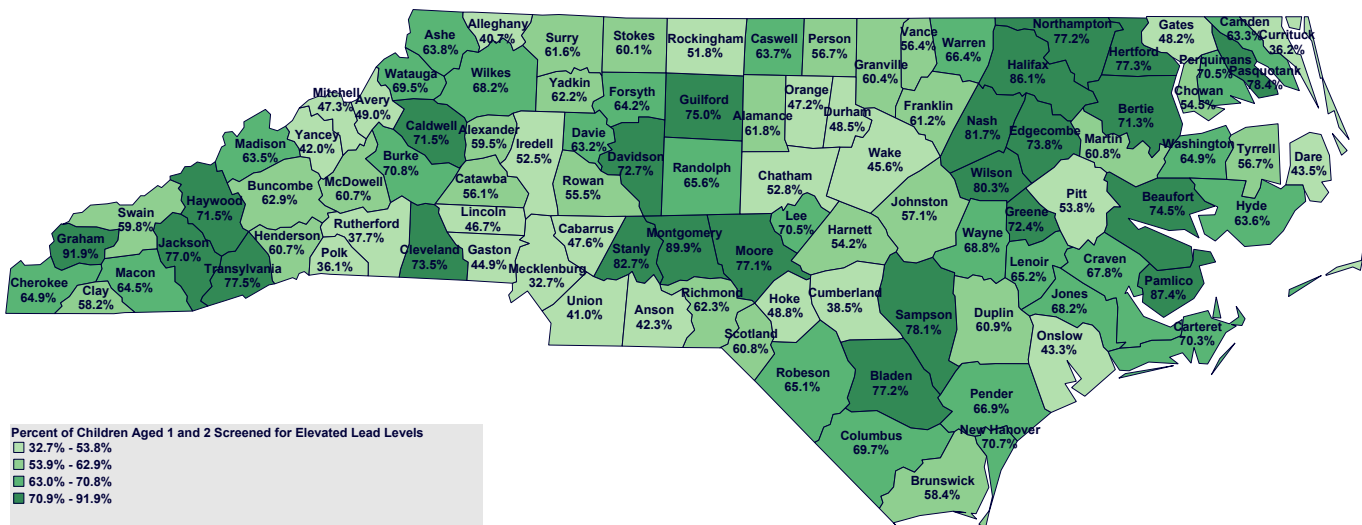 Alleghany
40.7%
Ashe
63.8%
Surry
61.6%
Stokes
60.1%
Rockingham
51.8%
Caswell
63.7%
Person
56.7%
Vance
56.4%
Granville
60.4%
Warren
66.4%
Northampton
77.2%
Gates
48.2%
Camden
63.3%
Currituck
36.2%
Hertford
77.3%
Halifax
86.1%
Perquimans
70.5%
Pasquotank
78.4%
Chowan
54.5%
Watauga
69.5%
Wilkes
68.2%
Yadkin
62.2%
Forsyth
64.2%
Guilford
75.0%
Alamance
61.8%
Orange
47.2%
Durham
48.5%
Franklin
61.2%
Nash
81.7%
Edgecombe
73.8%
Bertie
71.3%
Martin
60.8%
Washington
64.9%
Tyrrell
56.7%
Dare
43.5%
Mitchell
47.3%
Avery
49.0%
Yancey
42.0%
Caldwell
71.5%
Alexander
59.5%
Iredell
52.5%
Davie
63.2%
Davidson
72.7%
Randolph
65.6%
Chatham
52.8%
Wake
45.6%
Wilson
80.3%
Pitt
53.8%
Beaufort
74.5%
Hyde
63.6%
Madison
63.5%
Buncombe
62.9%
McDowell
60.7%
Burke
70.8%
Catawba
56.1%
Rowan
55.5%
Lee
70.5%
Harnett
54.2%
Johnston
57.1%
Wayne
68.8%
Greene
72.4%
Lenoir
65.2%
Craven
67.8%
Pamlico
87.4%
Haywood
71.5%
Swain
59.8%
Graham
91.9%
Jackson
77.0%
Henderson
60.7%
Rutherford
37.7%
Polk
36.1%
Cleveland
73.5%
Lincoln
46.7%
Gaston
44.9%
Cabarrus
47.6%
Mecklenburg
32.7%
Stanly
82.7%
Montgomery
89.9%
Moore
77.1%
Cherokee
64.9%
Clay
58.2%
Macon
64.5%
Transylvania
77.5%
Union
41.0%
Anson
42.3%
Richmond
62.3%
Scotland
60.8%
Hoke
48.8%
Cumberland
38.5%
Sampson
78.1%
Duplin
60.9%
Jones
68.2%
Onslow
43.3%
Carteret
70.3%
Robeson
65.1%
Bladen
77.2%
Pender
66.9%
New Hanover
70.7%
Columbus
69.7%
Brunswick
58.4%
Percent of Children Aged 1 and 2 Screened for Elevated Lead Levels
32.7% - 53.8%
53.9% - 62.9%
63.0% - 70.8%
70.9% - 91.9%